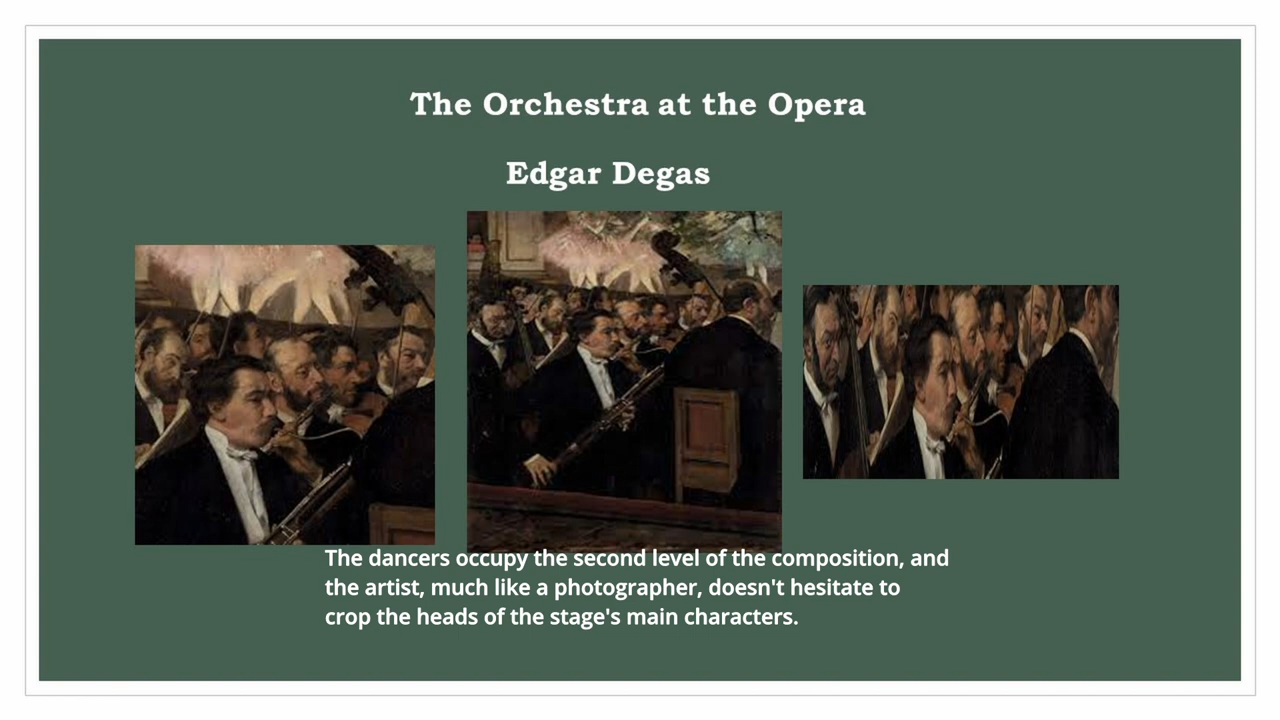 The Orchestra at the Opera
Edgar Degas
The dancers occupy the second level of the composition, and
the artist, much like a photographer, doesn't hesitate to
crop the heads of the stage's main characters.